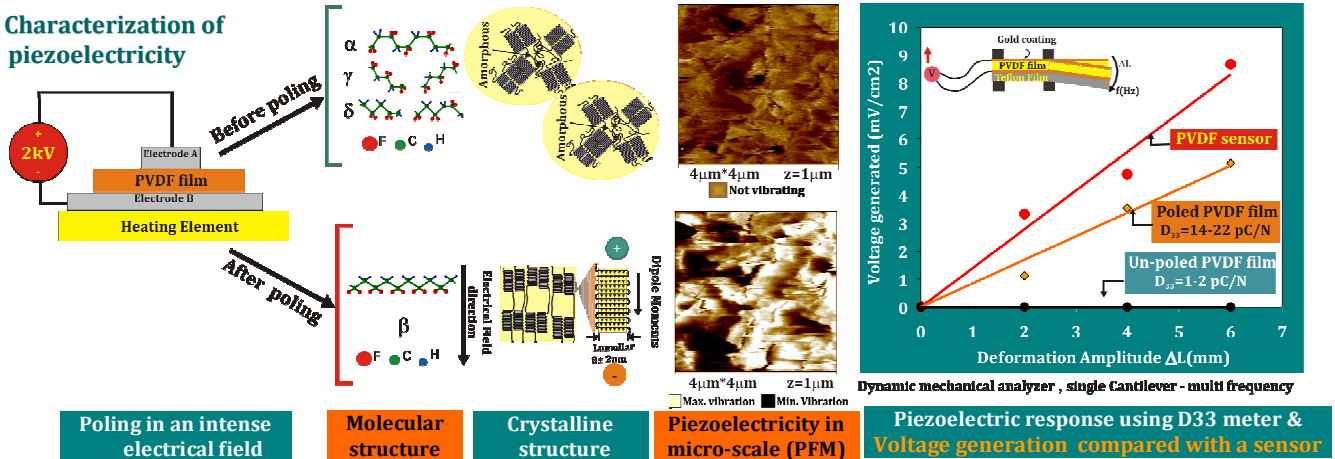 Characterization of
piezoelectricity
+
2kV
-
Electrode A
PVDF film
Electrode B
Heating Element
Before poling
After poling
α
γ
δ
F C H
Amorphous
Amorphous
4µm*4µm z=1µm
Not vibrating
β
F C H
Electrical Field
direction
+
Dipole Moments
Lamullar
8± 2nm
-
4µm*4µm z=1µm
Max. vibration Min. Vibration
Voltage generated (mV/cm2)
10
9
8
7
6
5
4
3
2
1
0
0 1 2 3 4 5 6 7
Deformation Amplitude ΔL(mm)
Gold coating
V
PVDF film
Teflon Film
ΔL
f(Hz)
PVDF sensor
Poled PVDF film
D33=14-22 pC/N
Un-poled PVDF film
D33=1-2 pC/N
Dynamic mechanical analyzer , single Cantilever - multi frequency
Poling in an intense
electrical field
Molecular
structure
Crystalline
structure
Piezoelectricity in
micro-scale (PFM)
Piezoelectric response using D33 meter &
Voltage generation compared with a sensor